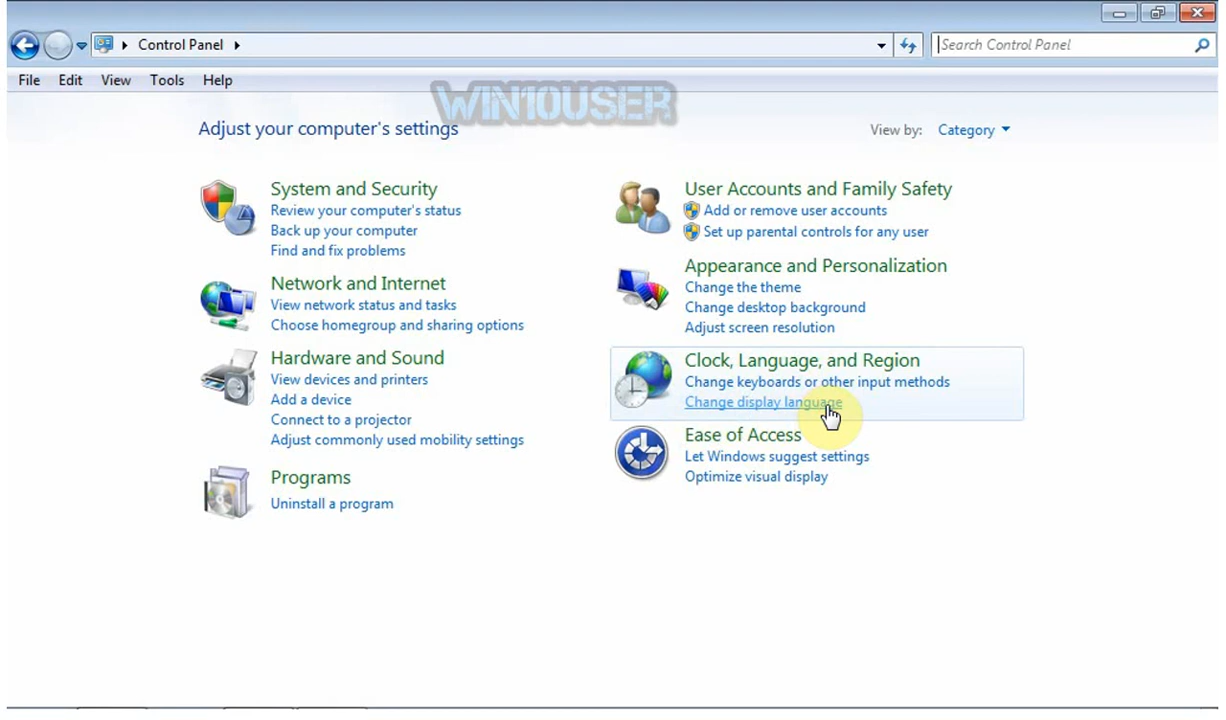 Control Panel
Search Control Panel
File Edit View Tools Help
WIN10USER
Adjust your computer's settings
View by: Category
System and Security
Review your computer's status
Back up your computer
Find and fix problems
Network and Internet
View network status and tasks
Choose homegroup and sharing options
Hardware and Sound
View devices and printers
Add a device
Connect to a projector
Adjust commonly used mobility settings
Programs
Uninstall a program
User Accounts and Family Safety
Add or remove user accounts
Set up parental controls for any user
Appearance and Personalization
Change the theme
Change desktop background
Adjust screen resolution
Clock, Language, and Region
Change keyboards or other input methods
Change display language
Ease of Access
Let Windows suggest settings
Optimize visual display